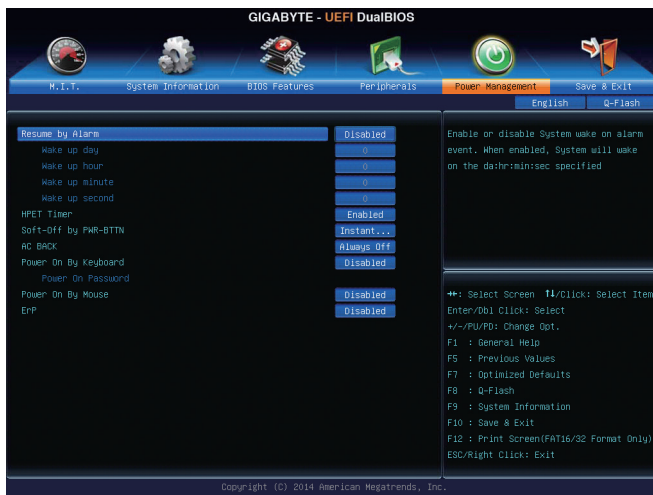 GIGABYTE - UEFI DualBIOS
M.I.T. System Information BIOS Features Peripherals Power Management Save & Exit
English Q-Flash
Resume by Alarm Disabled
Wake up day 0
Wake up hour 0
Wake up minute 0
Wake up second 0
HPET Timer Enabled
Soft-Off by PWR-BTTN Instant...
AC BACK Always Off
Power On By Keyboard Disabled
Power On Password
Power On By Mouse Disabled
ErP Disabled
Enable or disable System wake on alarm
event. When enabled, System will wake
on the da:hr:min:sec specified
→←: Select Screen ↑↓/Click: Select Item
Enter/Dbl Click: Select
+/-/PU/PD: Change Opt.
F1 : General Help
F5 : Previous Values
F7 : Optimized Defaults
F8 : Q-Flash
F9 : System Information
F10 : Save & Exit
F12 : Print Screen(FAT16/32 Format Only)
ESC/Right Click: Exit
Copyright (C) 2014 American Megatrends, Inc.